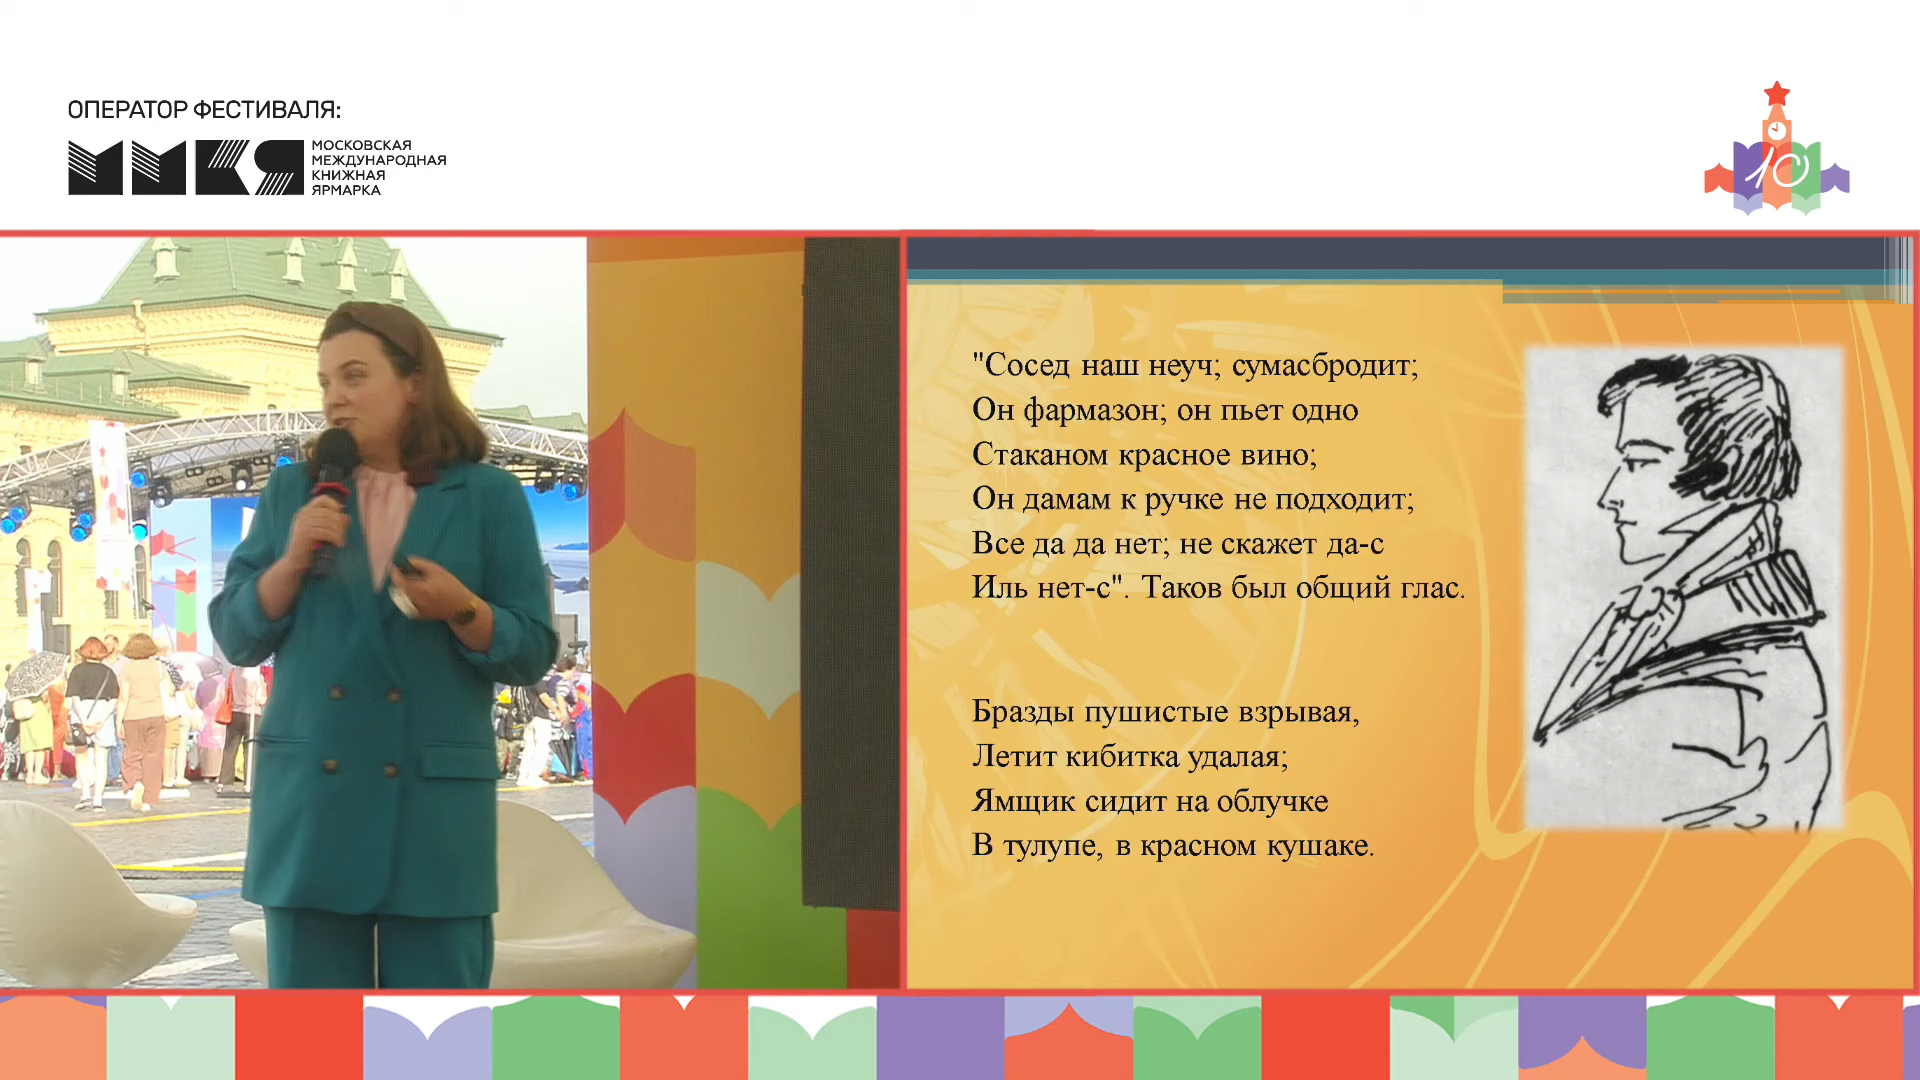 ОПЕРАТОР ФЕСТИВАЛЯ:
ММКЯ
МОСКОВСКАЯ
МЕЖДУНАРОДНАЯ
КНИЖНАЯ
ЯРМАРКА
10
"Сосед наш неуч; сумасбродит;
Он фармазон; он пьет одно
Стаканом красное вино;
Он дамам к ручке не подходит;
Все да да нет; не скажет да-с
Иль нет-с". Таков был общий глас.
Бразды пушистые взрывая,
Летит кибитка удалая;
Ямщик сидит на облучке
В тулупе, в красном кушаке.